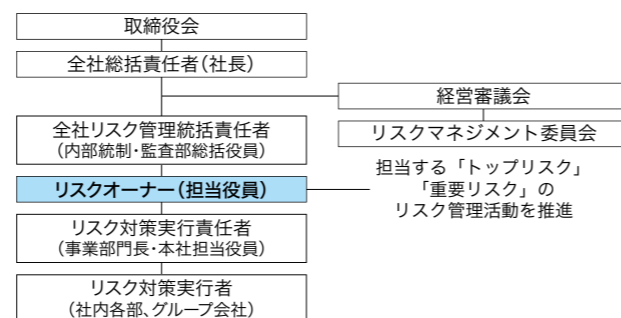 取締役会
全社総括責任者（社長）
経営審議会
リスクマネジメント委員会
全社リスク管理統括責任者
（内部統制・監査部総括役員）
リスクオーナー（担当役員）
担当する「トップリスク」
「重要リスク」の
リスク管理活動を推進
リスク対策実行責任者
（事業部門長・本社担当役員）
リスク対策実行者
（社内各部、グループ会社）